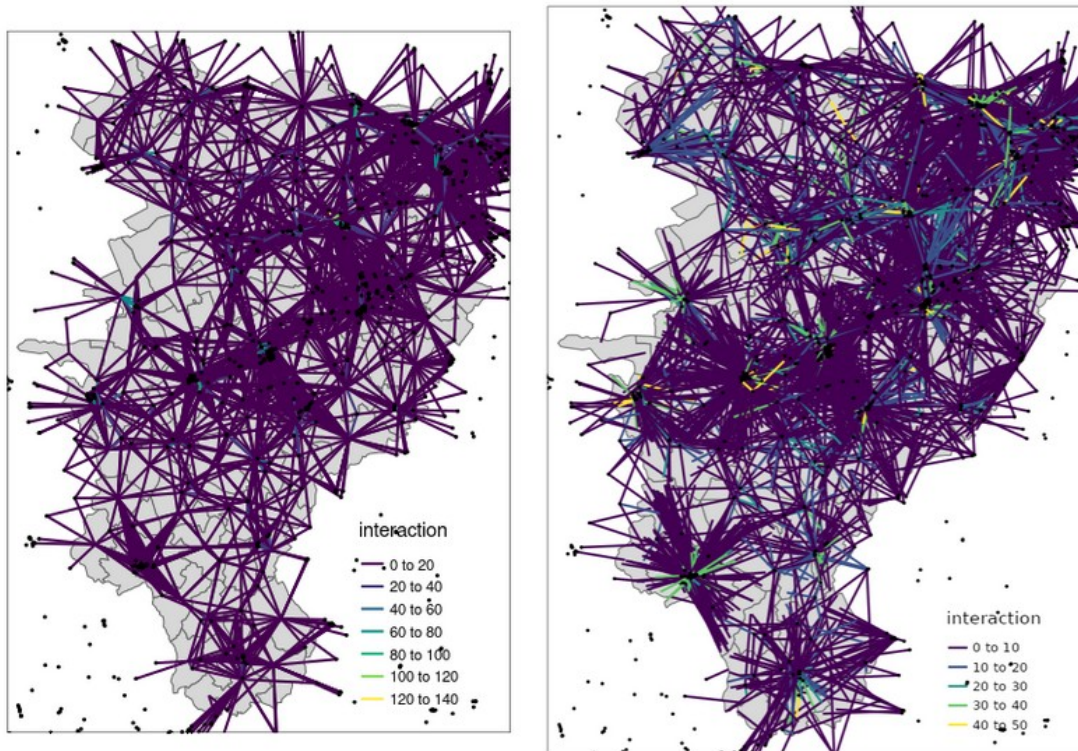 interaction
0 to 20
20 to 40
40 to 60
60 to 80
80 to 100
100 to 120
120 to 140
interaction
0 to 10
10 to 20
20 to 30
30 to 40
40 to 50